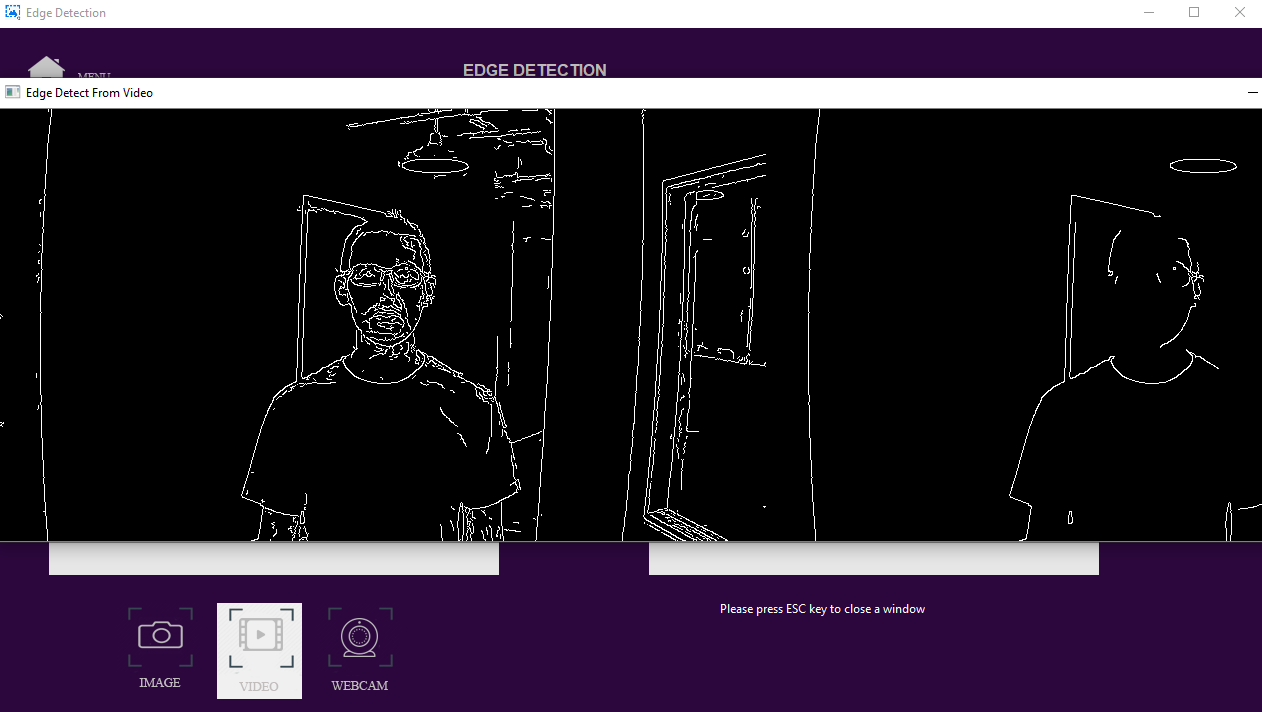 Edge Detection
MENU
EDGE DETECTION
Edge Detect From Video
Please press ESC key to close a window
IMAGE
VIDEO
WEBCAM